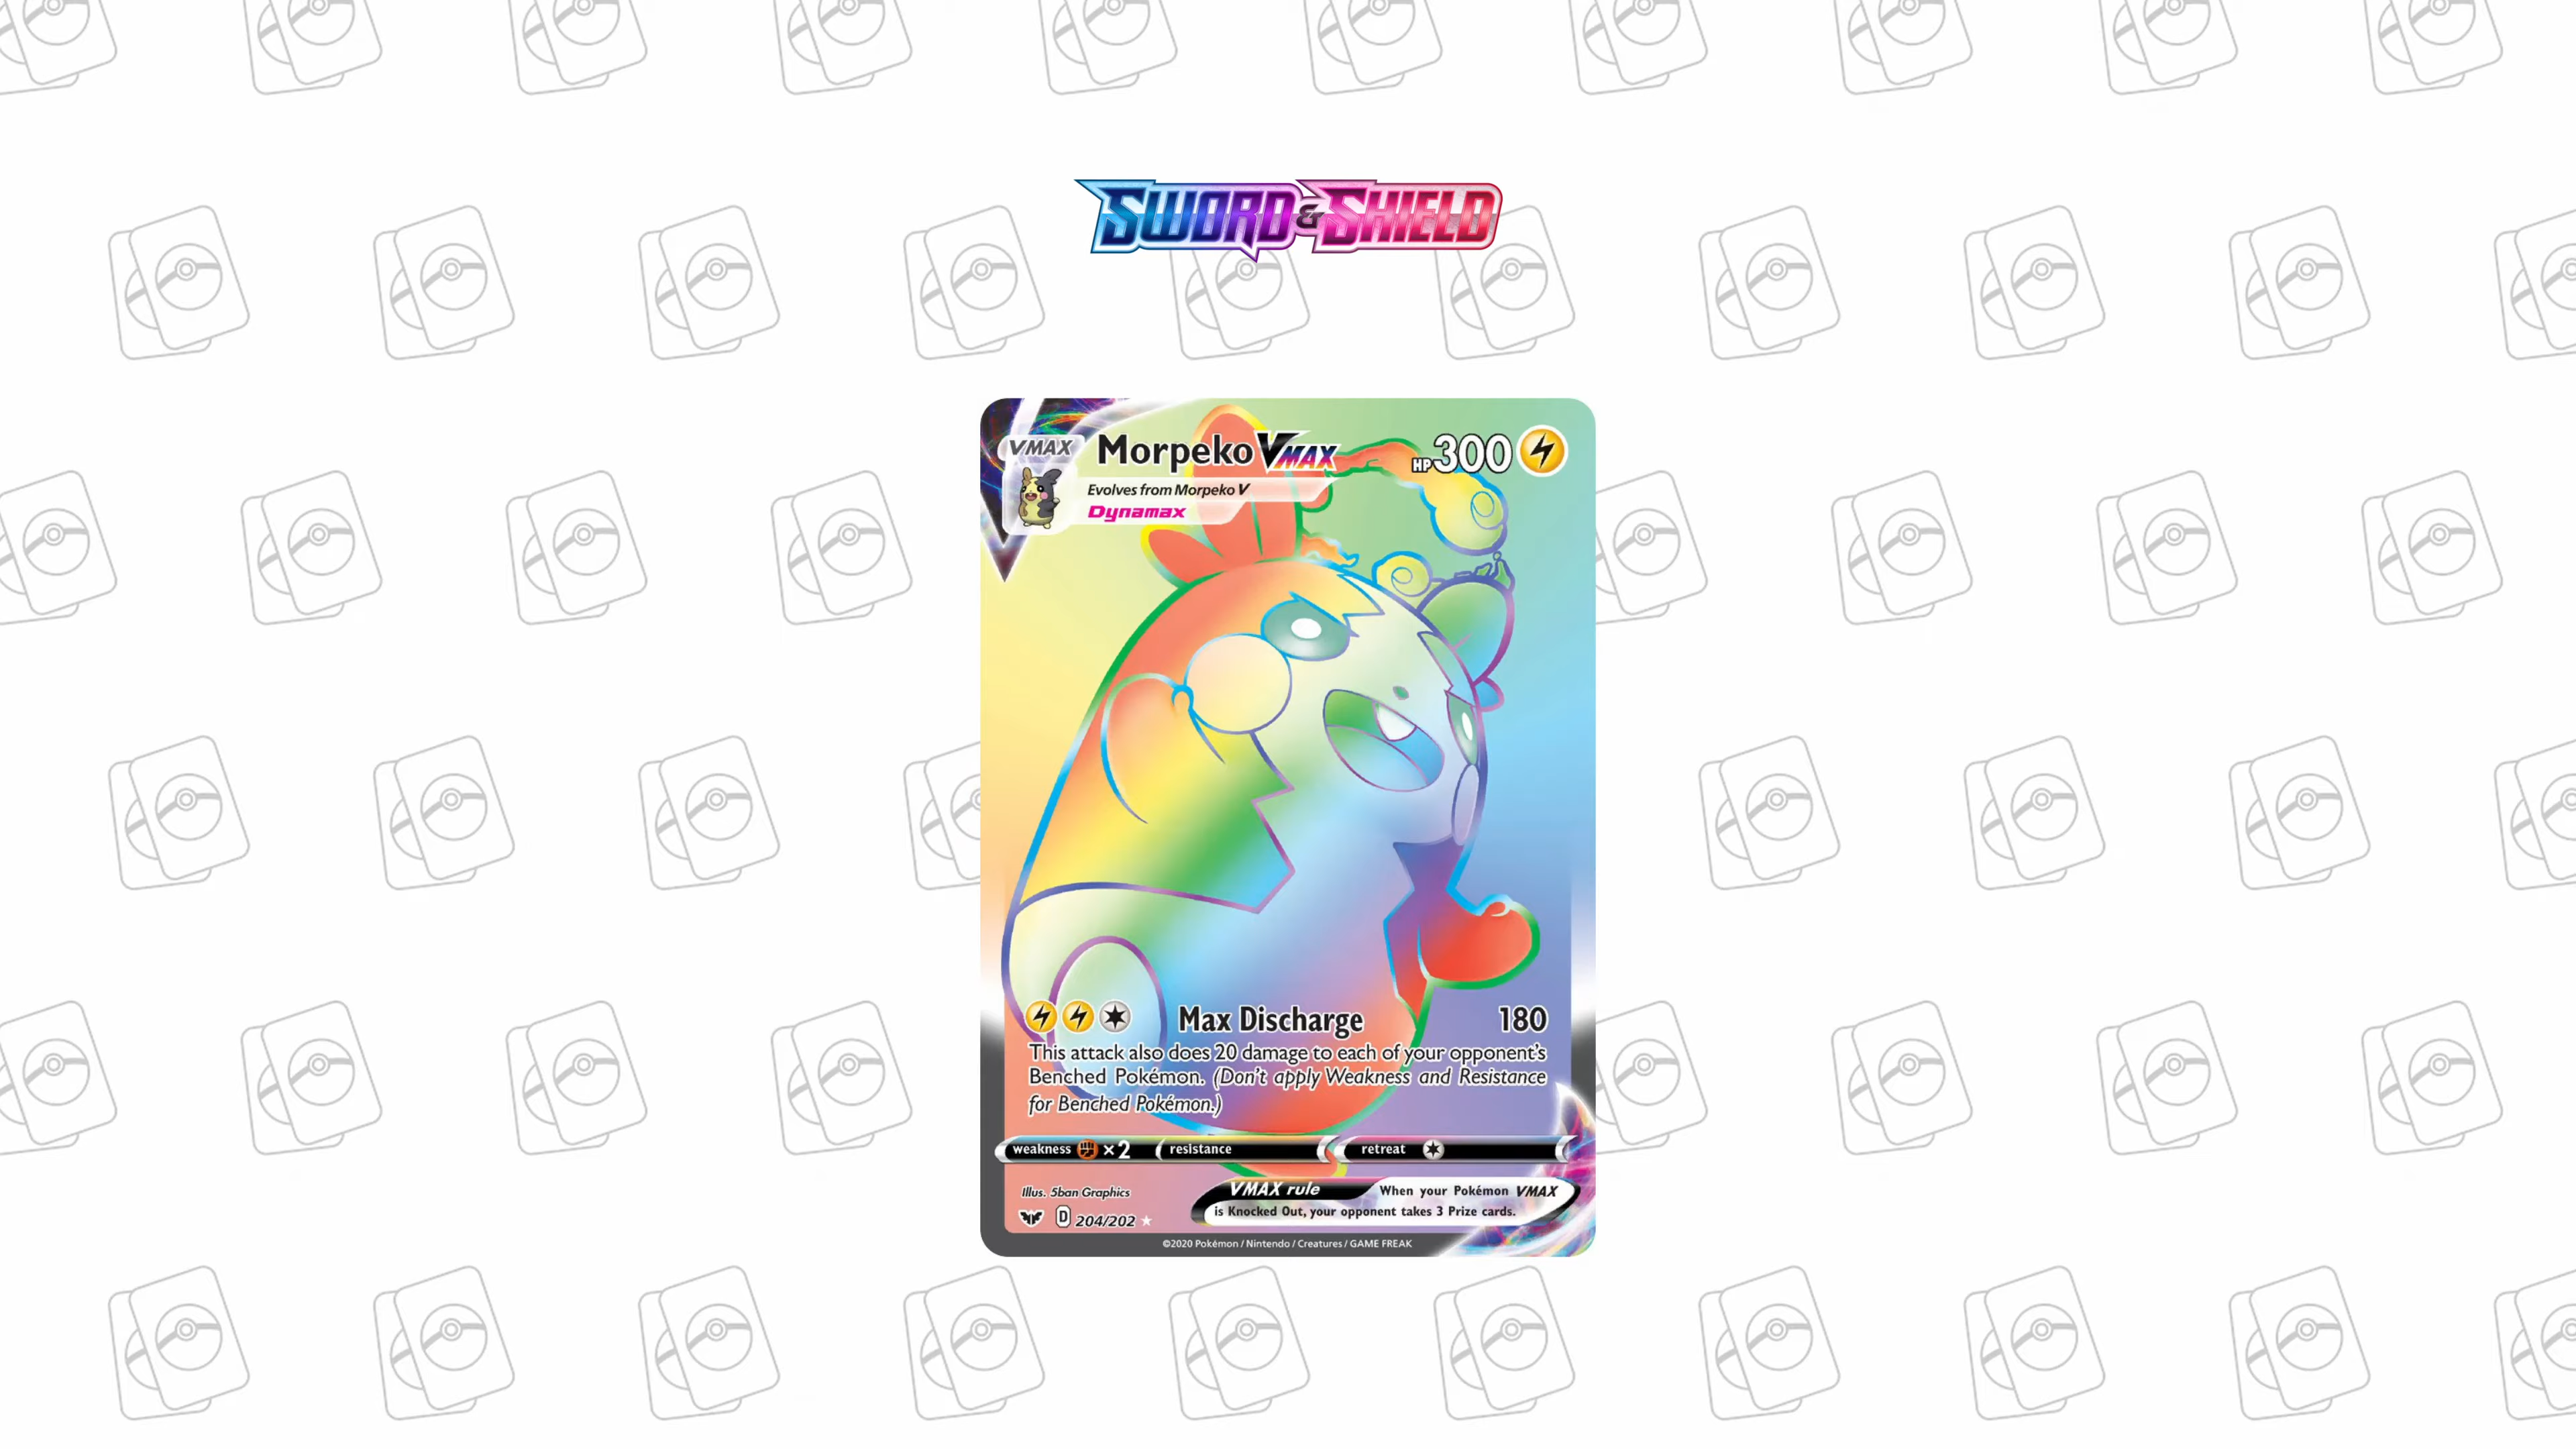 SWORD & SHIELD
VMAX Morpeko VMAX HP 300
Evolves from Morpeko V
Dynamax
Max Discharge 180
This attack also does 20 damage to each of your opponent's
Benched Pokémon. (Don't apply Weakness and Resistance
for Benched Pokémon.)
weakness ×2 resistance retreat
Illus. 5ban Graphics
D 204/202
VMAX rule When your Pokémon VMAX
is Knocked Out, your opponent takes 3 Prize cards.
©2020 Pokémon / Nintendo / Creatures / GAME FREAK